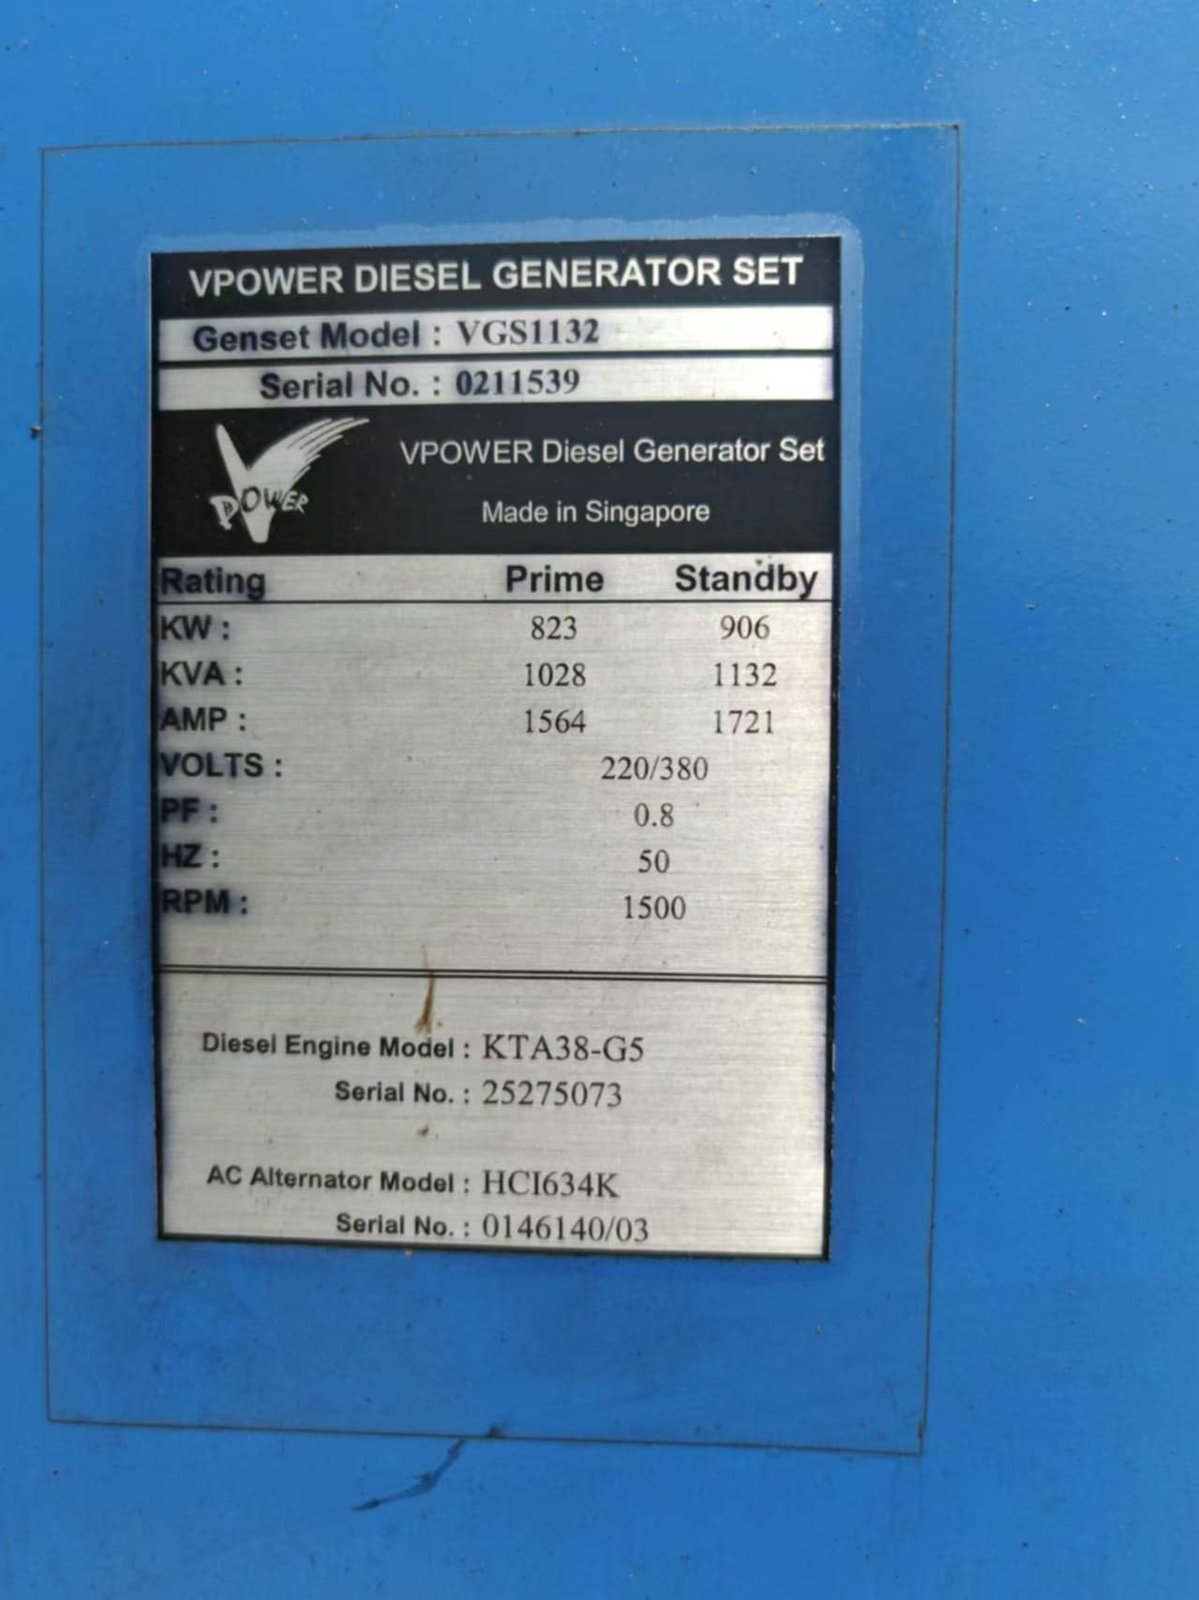 VPOWER DIESEL GENERATOR SET
Genset Model : VGS1132
Serial No. : 0211539
V POWER
VPOWER Diesel Generator Set
Made in Singapore
Rating Prime Standby
KW : 823 906
KVA : 1028 1132
AMP : 1564 1721
VOLTS : 220/380
PF : 0.8
HZ : 50
RPM : 1500
Diesel Engine Model : KTA38-G5
Serial No. : 25275073
AC Alternator Model : HCI634K
Serial No. : 0146140/03